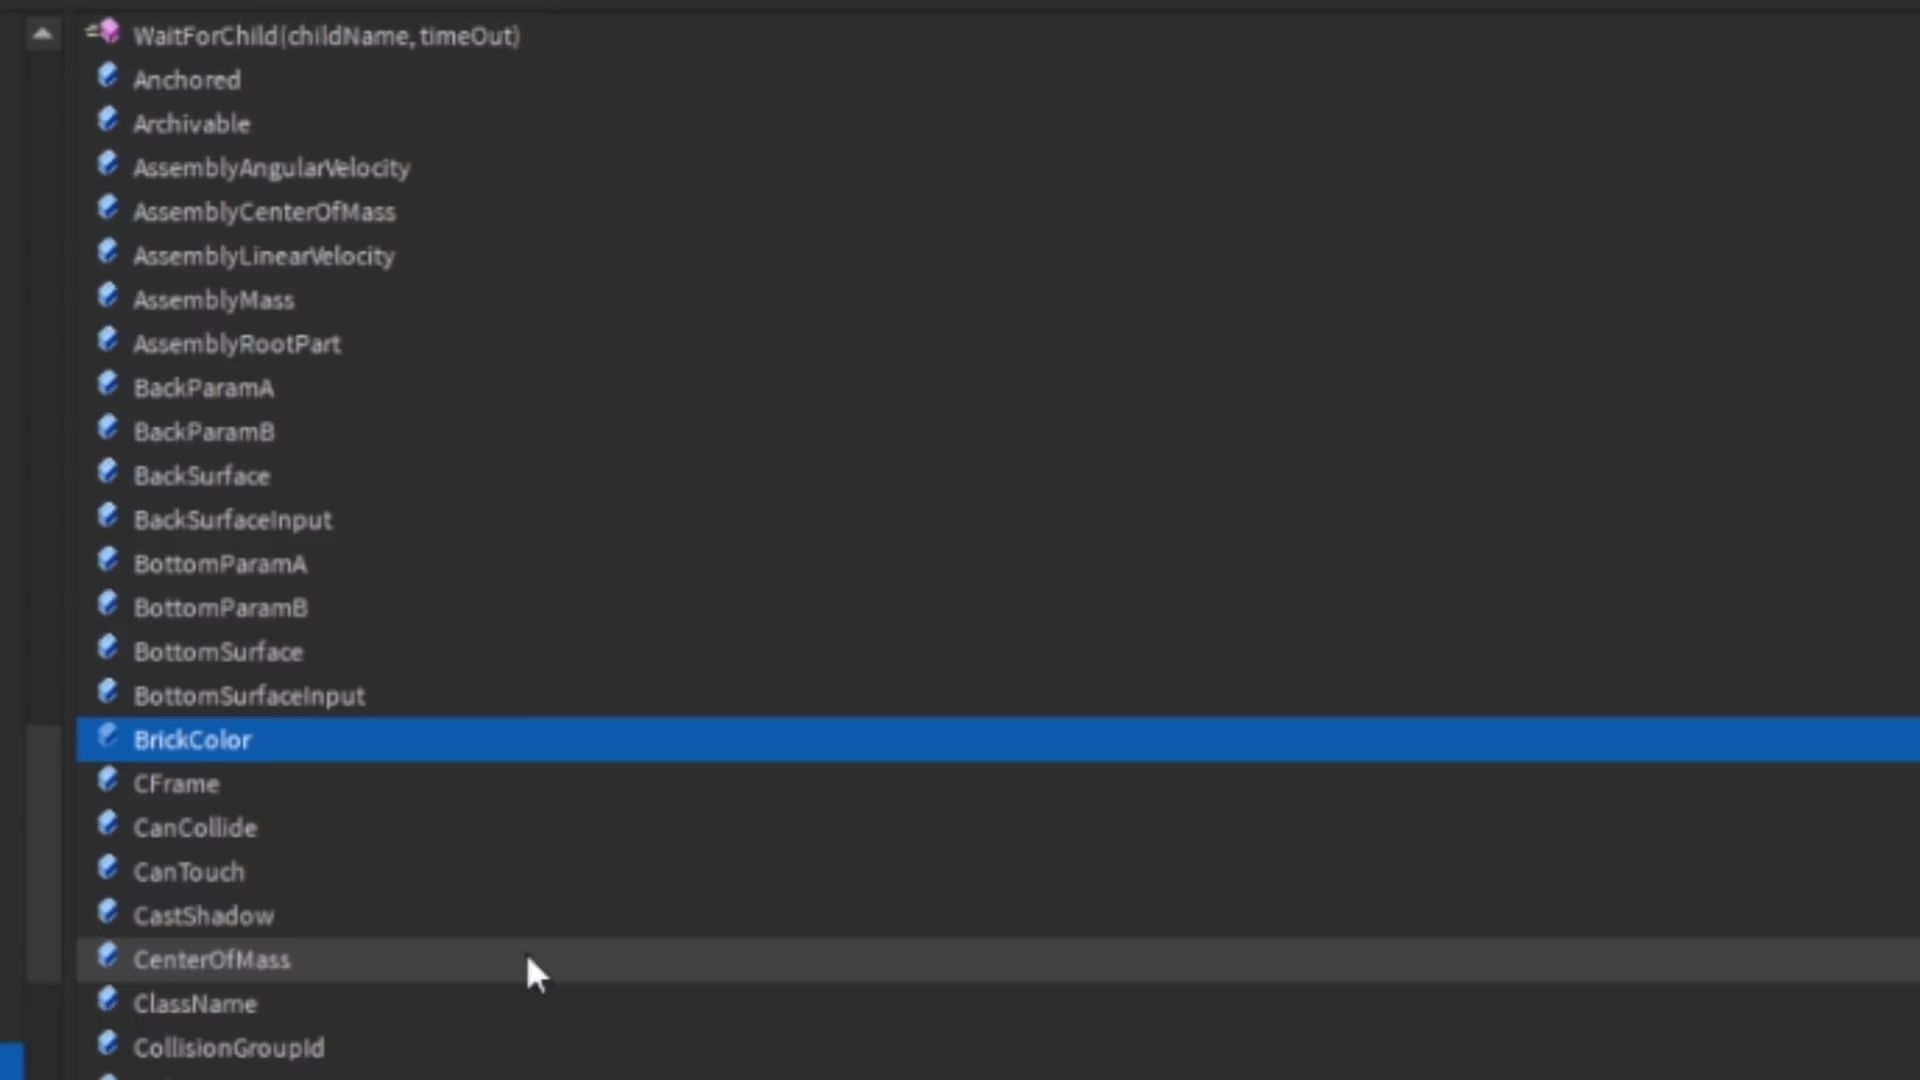 WaitForChild(childName, timeOut)
Anchored
Archivable
AssemblyAngularVelocity
AssemblyCenterOfMass
AssemblyLinearVelocity
AssemblyMass
AssemblyRootPart
BackParamA
BackParamB
BackSurface
BackSurfaceInput
BottomParamA
BottomParamB
BottomSurface
BottomSurfaceInput
BrickColor
CFrame
CanCollide
CanTouch
CastShadow
CenterOfMass
ClassName
CollisionGroupId